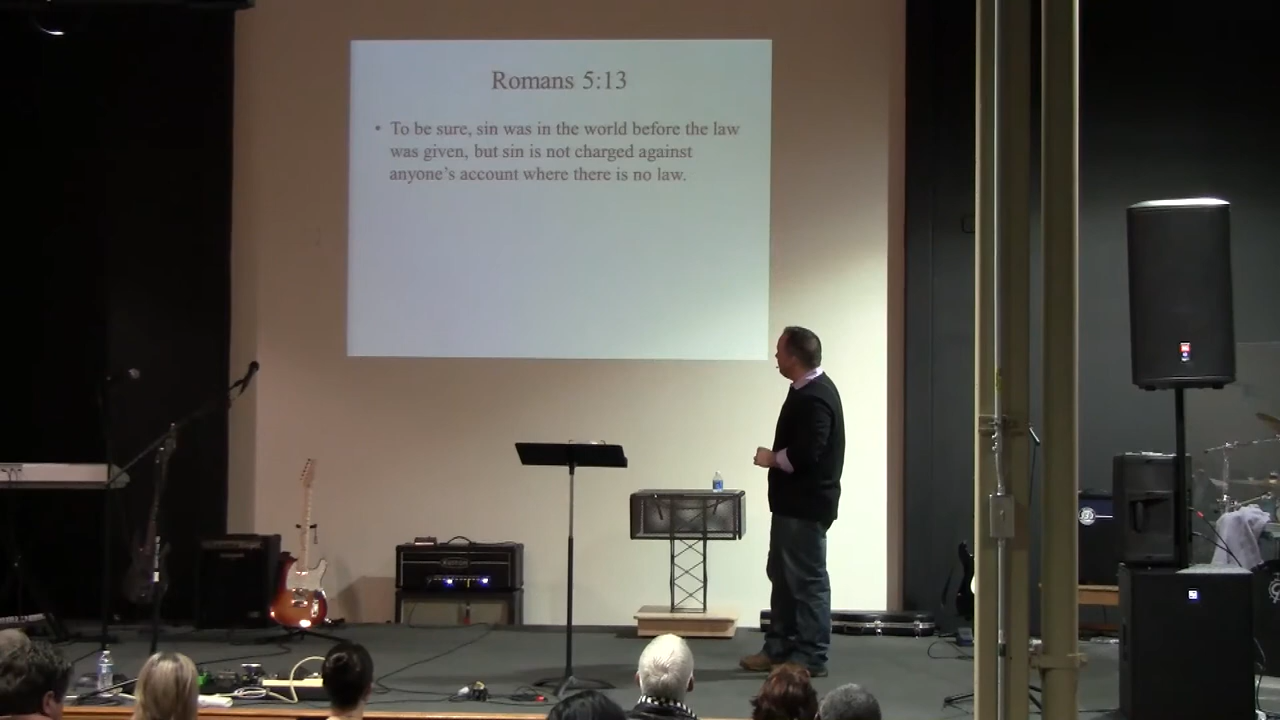 Romans 5:13
• To be sure, sin was in the world before the law
was given, but sin is not charged against
anyone's account where there is no law.